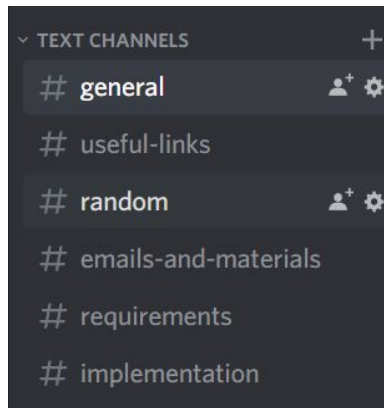 TEXT CHANNELS
# general
# useful-links
# random
# emails-and-materials
# requirements
# implementation